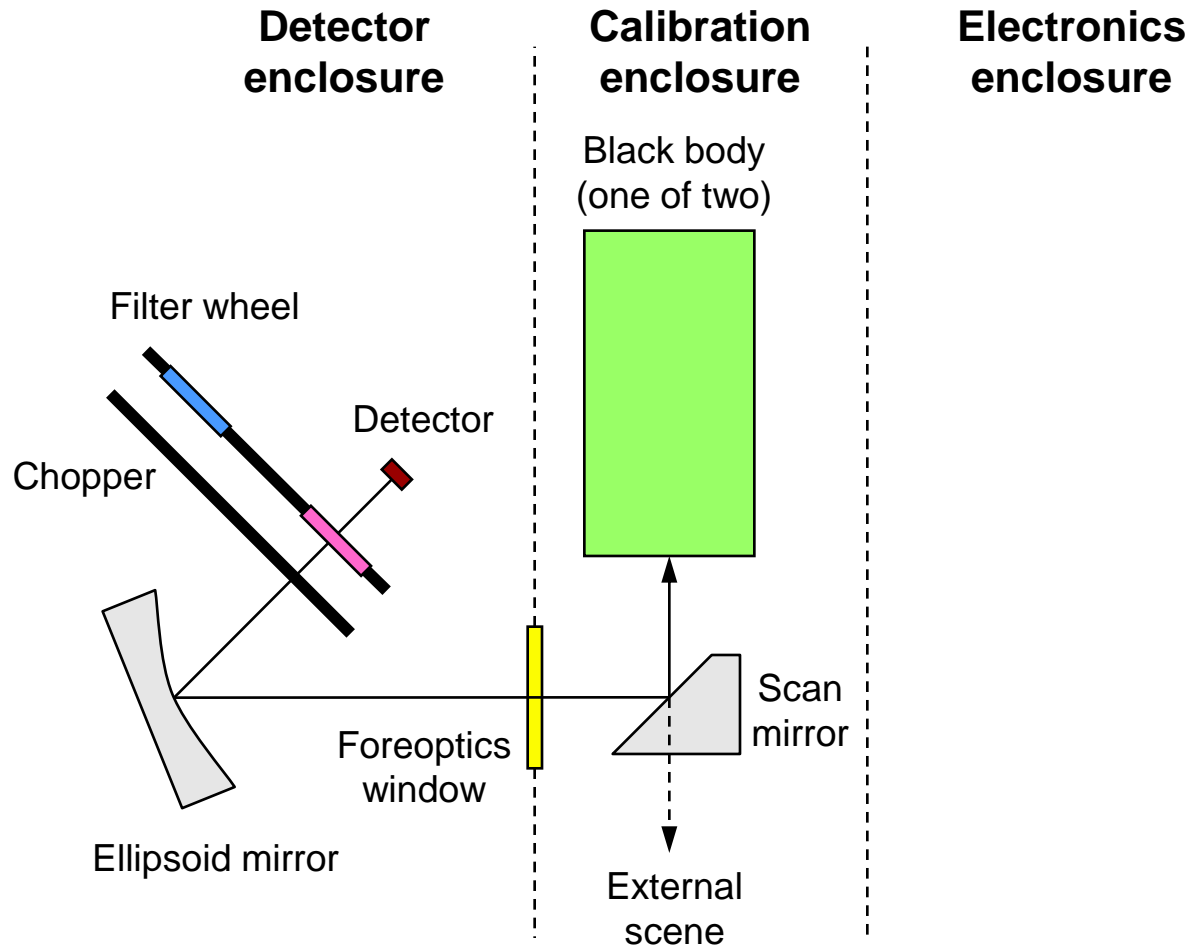 Detector
enclosure
Calibration
enclosure
Electronics
enclosure
Black body
(one of two)
Filter wheel
Detector
Chopper
Scan
mirror
Foreoptics
window
Ellipsoid mirror
External
scene